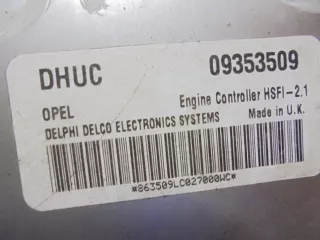 DHUC 09353509
OPEL Engine Controller HSFI-2.1
DELPHI DELCO ELECTRONICS SYSTEMS Made in U.K.
*863509LC027000WC*